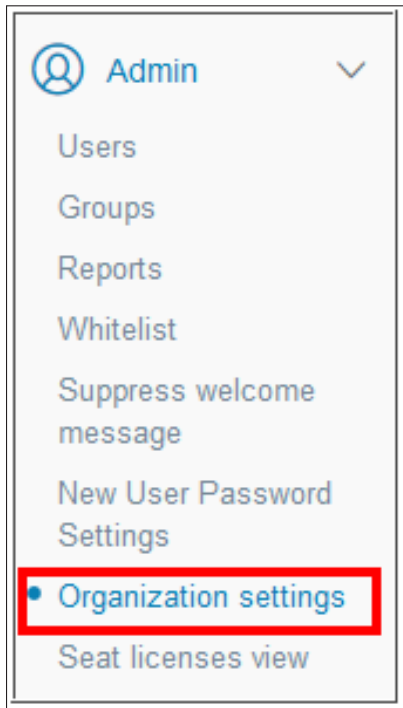 Admin
Users
Groups
Reports
Whitelist
Suppress welcome
message
New User Password
Settings
Organization settings
Seat licenses view